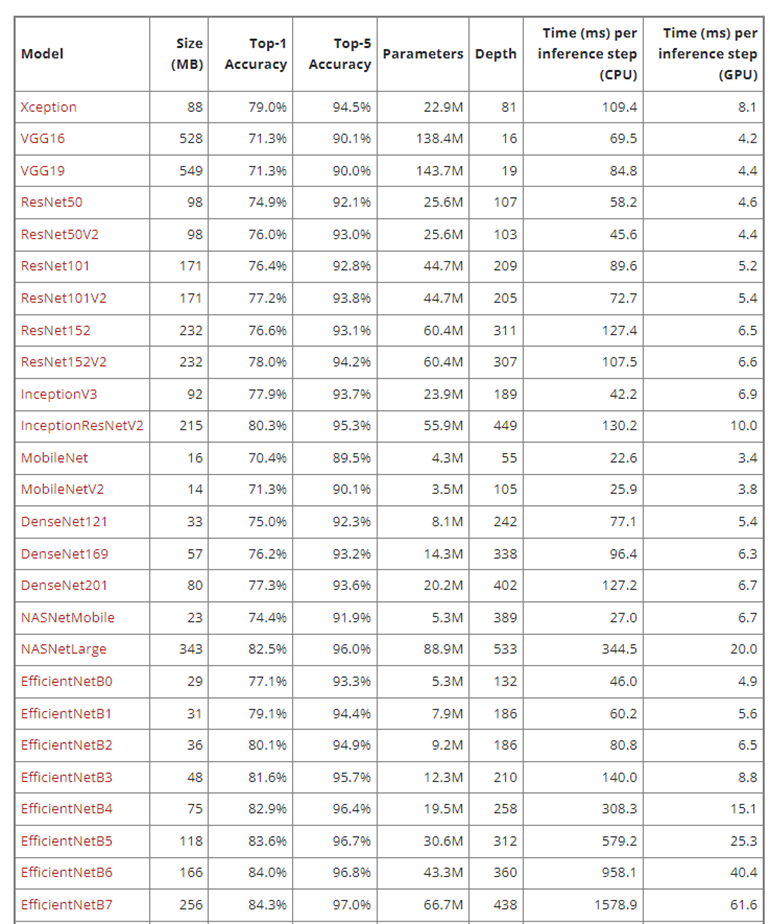 Model Size (MB) Top-1 Accuracy Top-5 Accuracy Parameters Depth Time (ms) per inference step (CPU) Time (ms) per inference step (GPU)
Xception 88 79.0% 94.5% 22.9M 81 109.4 8.1
VGG16 528 71.3% 90.1% 138.4M 16 69.5 4.2
VGG19 549 71.3% 90.0% 143.7M 19 84.8 4.4
ResNet50 98 74.9% 92.1% 25.6M 107 58.2 4.6
ResNet50V2 98 76.0% 93.0% 25.6M 103 45.6 4.4
ResNet101 171 76.4% 92.8% 44.7M 209 89.6 5.2
ResNet101V2 171 77.2% 93.8% 44.7M 205 72.7 5.4
ResNet152 232 76.6% 93.1% 60.4M 311 127.4 6.5
ResNet152V2 232 78.0% 94.2% 60.4M 307 107.5 6.6
InceptionV3 92 77.9% 93.7% 23.9M 189 42.2 6.9
InceptionResNetV2 215 80.3% 95.3% 55.9M 449 130.2 10.0
MobileNet 16 70.4% 89.5% 4.3M 55 22.6 3.4
MobileNetV2 14 71.3% 90.1% 3.5M 105 25.9 3.8
DenseNet121 33 75.0% 92.3% 8.1M 242 77.1 5.4
DenseNet169 57 76.2% 93.2% 14.3M 338 96.4 6.3
DenseNet201 80 77.3% 93.6% 20.2M 402 127.2 6.7
NASNetMobile 23 74.4% 91.9% 5.3M 389 27.0 6.7
NASNetLarge 343 82.5% 96.0% 88.9M 533 344.5 20.0
EfficientNetB0 29 77.1% 93.3% 5.3M 132 46.0 4.9
EfficientNetB1 31 79.1% 94.4% 7.9M 186 60.2 5.6
EfficientNetB2 36 80.1% 94.9% 9.2M 186 80.8 6.5
EfficientNetB3 48 81.6% 95.7% 12.3M 210 140.0 8.8
EfficientNetB4 75 82.9% 96.4% 19.5M 258 308.3 15.1
EfficientNetB5 118 83.6% 96.7% 30.6M 312 579.2 25.3
EfficientNetB6 166 84.0% 96.8% 43.3M 360 958.1 40.4
EfficientNetB7 256 84.3% 97.0% 66.7M 438 1578.9 61.6